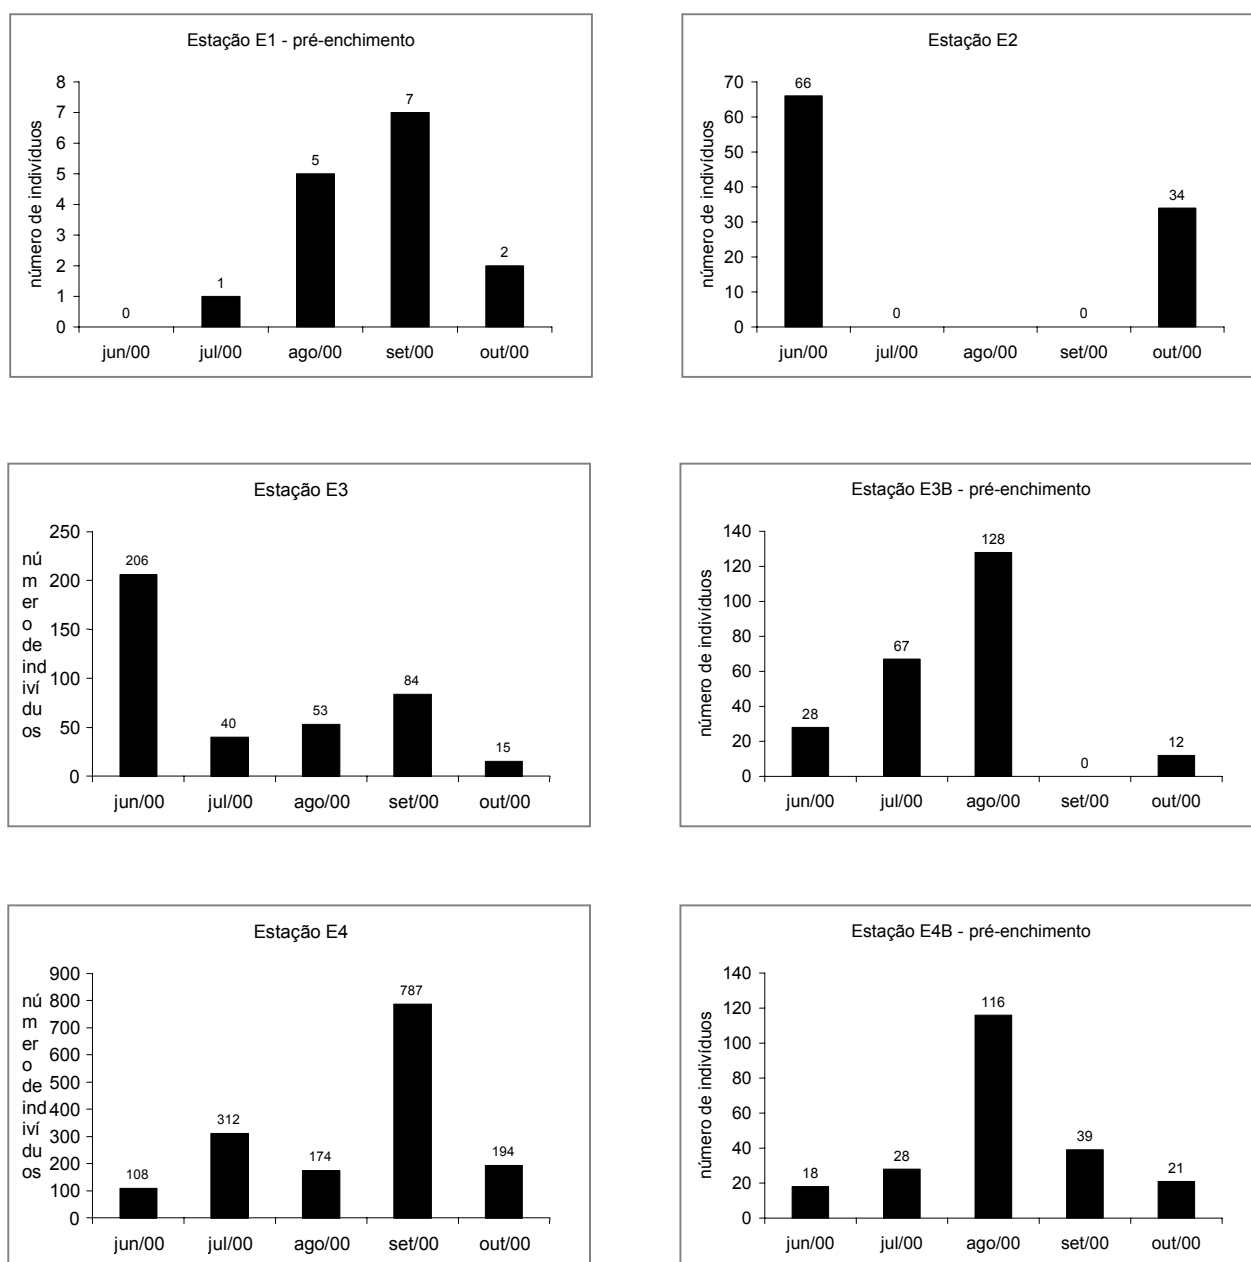 Estação E1 - pré-enchimento
número de indivíduos
8
7
6
5
4
3
2
1
0
0
1
5
7
2
jun/00 jul/00 ago/00 set/00 out/00
Estação E2
número de indivíduos
70
60
50
40
30
20
10
0
66
0
0
34
jun/00 jul/00 ago/00 set/00 out/00
Estação E3
nú
m
er
o
de
ind
iví
du
os
250
200
150
100
50
0
206
40
53
84
15
jun/00 jul/00 ago/00 set/00 out/00
Estação E3B - pré-enchimento
número de indivíduos
140
120
100
80
60
40
20
0
28
67
128
0
12
jun/00 jul/00 ago/00 set/00 out/00
Estação E4
nú
m
er
o
de
ind
iví
du
os
900
800
700
600
500
400
300
200
100
0
108
312
174
787
194
jun/00 jul/00 ago/00 set/00 out/00
Estação E4B - pré-enchimento
número de indivíduos
140
120
100
80
60
40
20
0
18
28
116
39
21
jun/00 jul/00 ago/00 set/00 out/00